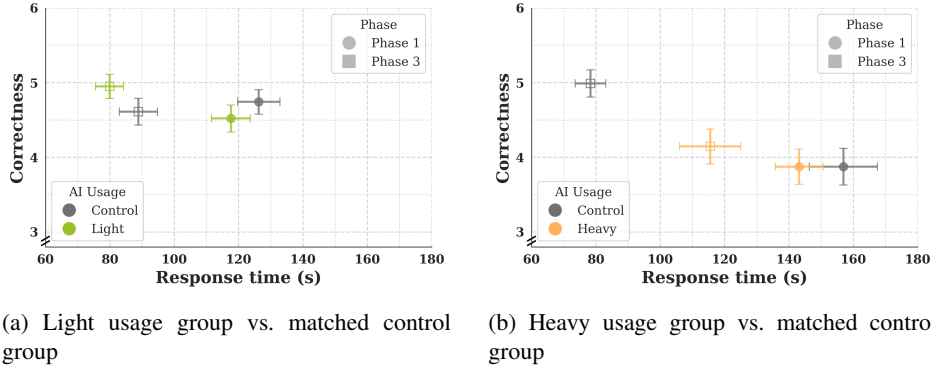 6
5
4
3
Correctness
Phase
Phase 1
Phase 3
AI Usage
Control
Light
60 80 100 120 140 160 180
Response time (s)
6
5
4
3
Correctness
Phase
Phase 1
Phase 3
AI Usage
Control
Heavy
60 80 100 120 140 160 180
Response time (s)
(a) Light usage group vs. matched control
group
(b) Heavy usage group vs. matched contro
group